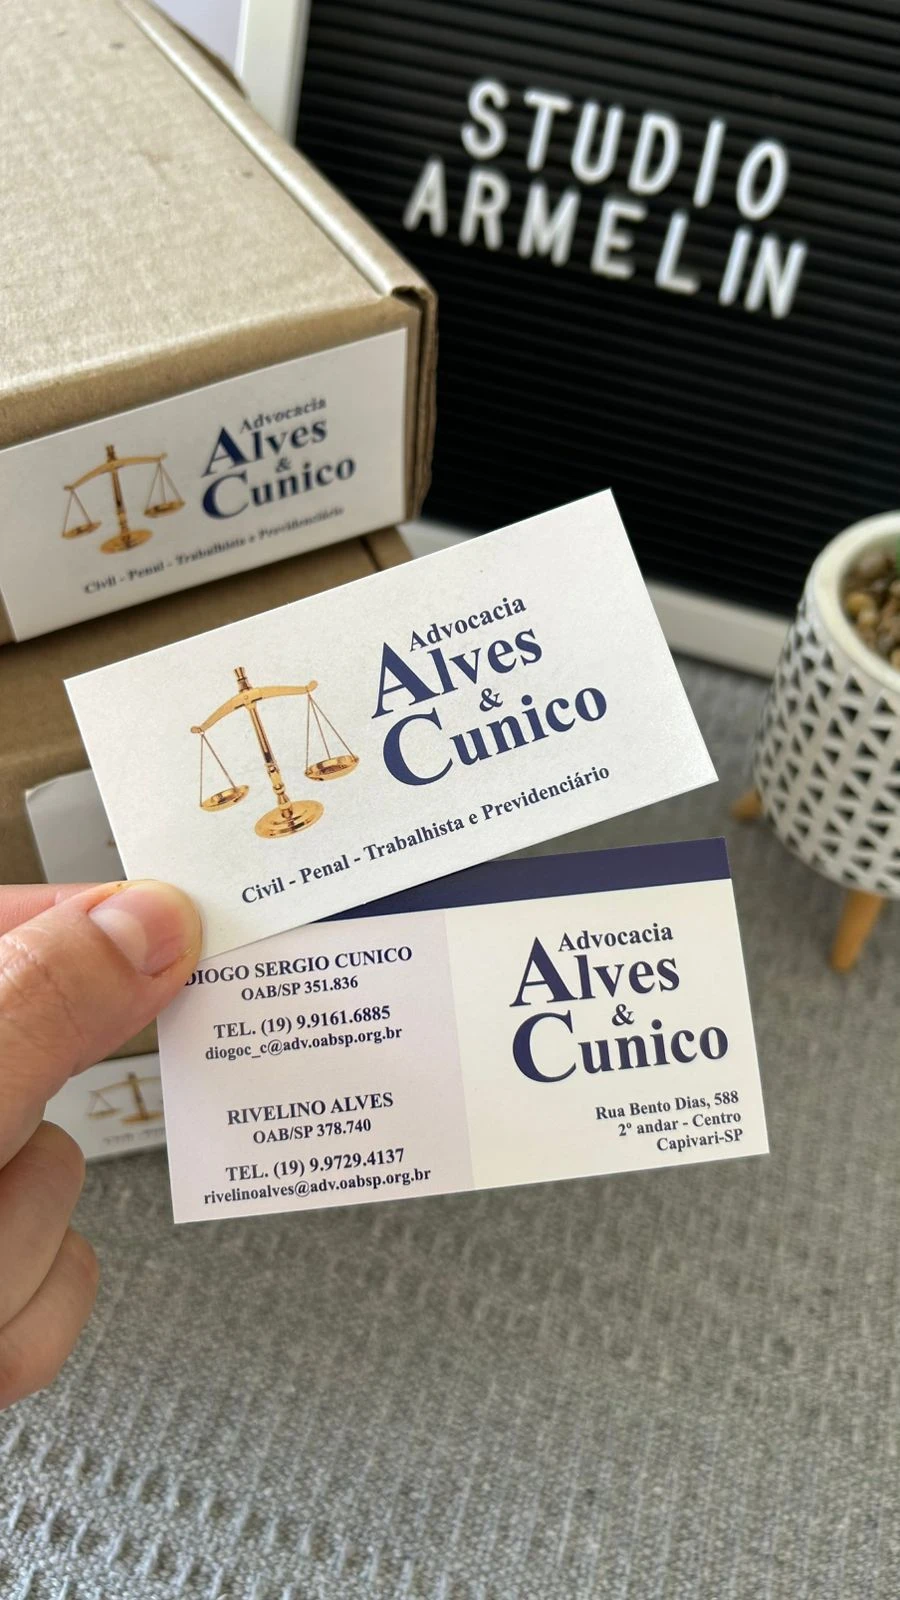 STUDIO
ARMELIN
Advocacia
Alves
&
Cunico
Civil - Penal - Trabalhista e Previdenciário
Advocacia
Alves
&
Cunico
Civil - Penal - Trabalhista e Previdenciário
DIOGO SERGIO CUNICO
OAB/SP 351.836
TEL. (19) 9.9161.6885
diogoc_c@adv.oabsp.org.br
RIVELINO ALVES
OAB/SP 378.740
TEL. (19) 9.9729.4137
rivelinoalves@adv.oabsp.org.br
Advocacia
Alves
&
Cunico
Rua Bento Dias, 588
2º andar - Centro
Capivari-SP